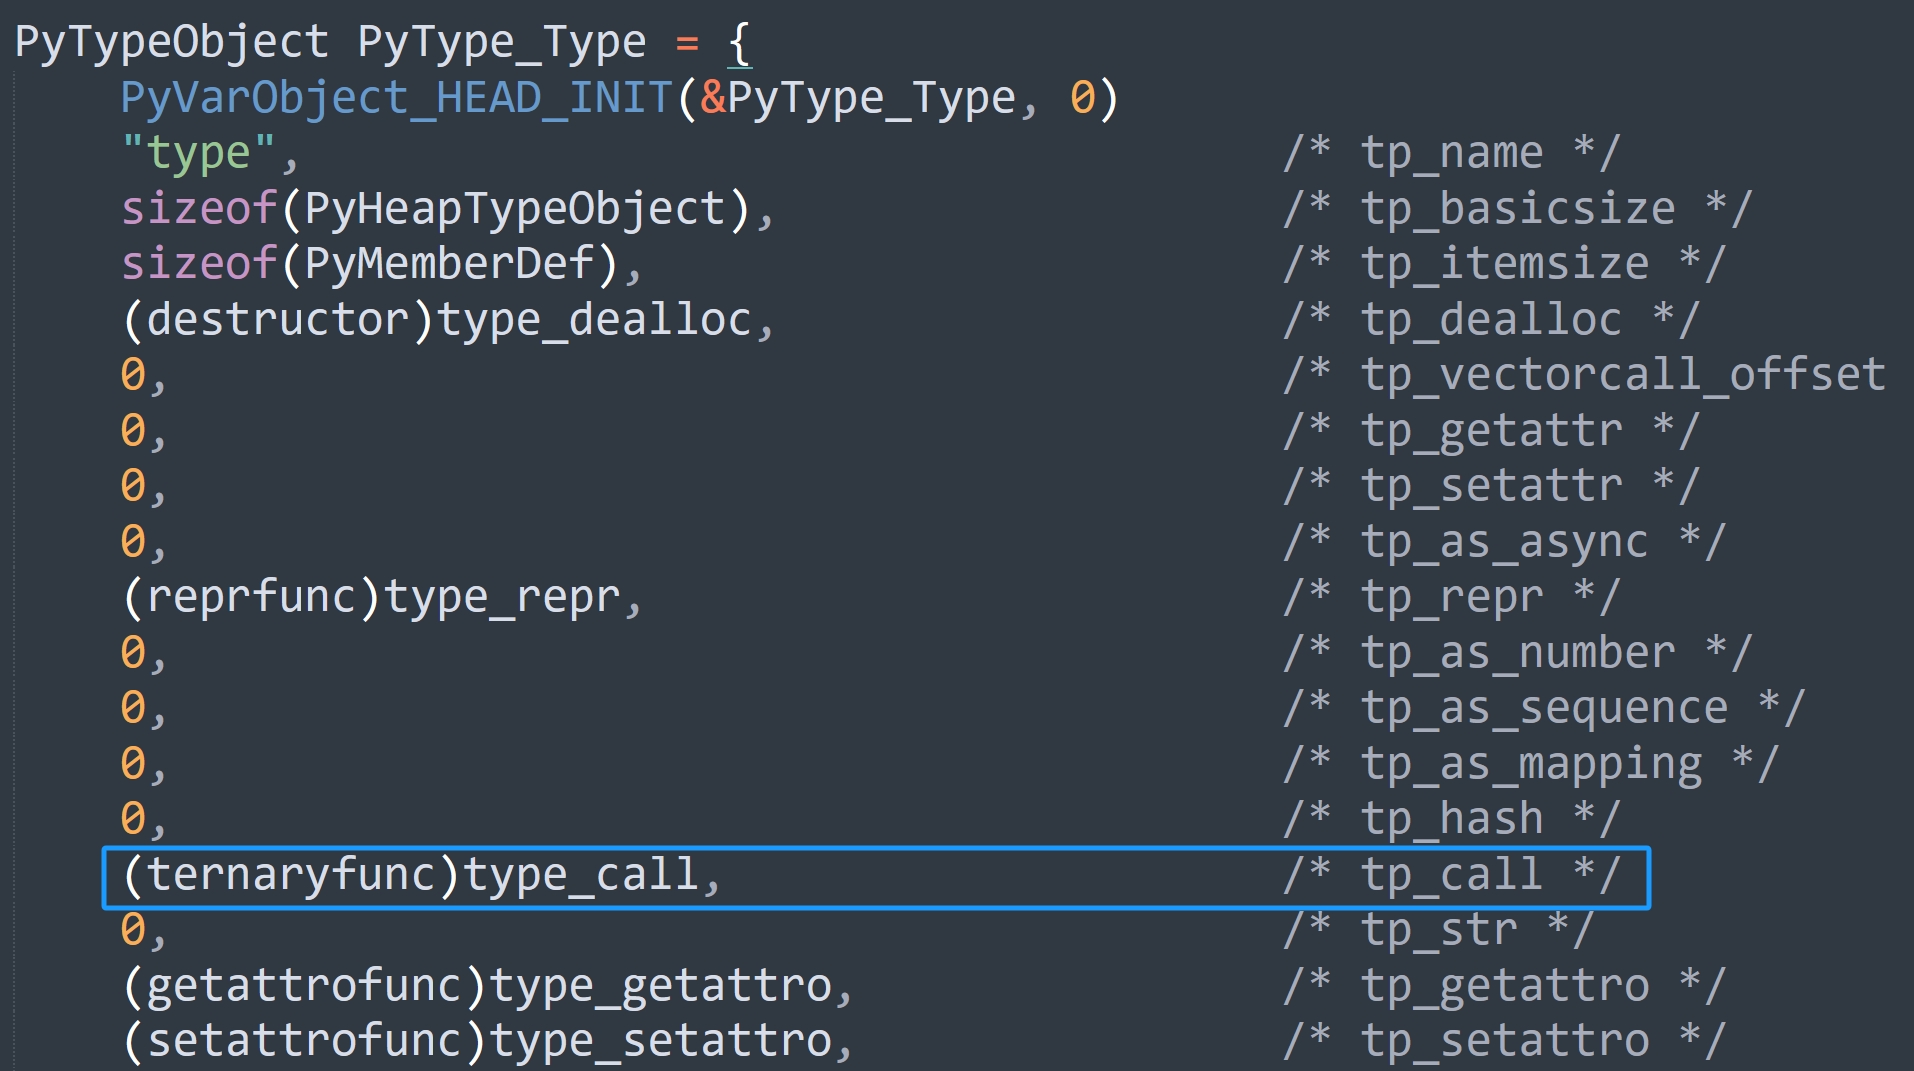 PyTypeObject PyType_Type = {
    PyVarObject_HEAD_INIT(&PyType_Type, 0)
    "type",                                     /* tp_name */
    sizeof(PyHeapTypeObject),                   /* tp_basicsize */
    sizeof(PyMemberDef),                        /* tp_itemsize */
    (destructor)type_dealloc,                   /* tp_dealloc */
    0,                                          /* tp_vectorcall_offset
    0,                                          /* tp_getattr */
    0,                                          /* tp_setattr */
    0,                                          /* tp_as_async */
    (reprfunc)type_repr,                        /* tp_repr */
    0,                                          /* tp_as_number */
    0,                                          /* tp_as_sequence */
    0,                                          /* tp_as_mapping */
    0,                                          /* tp_hash */
    (ternaryfunc)type_call,                     /* tp_call */
    0,                                          /* tp_str */
    (getattrofunc)type_getattro,                /* tp_getattro */
    (setattrofunc)type_setattro,                /* tp_setattro */